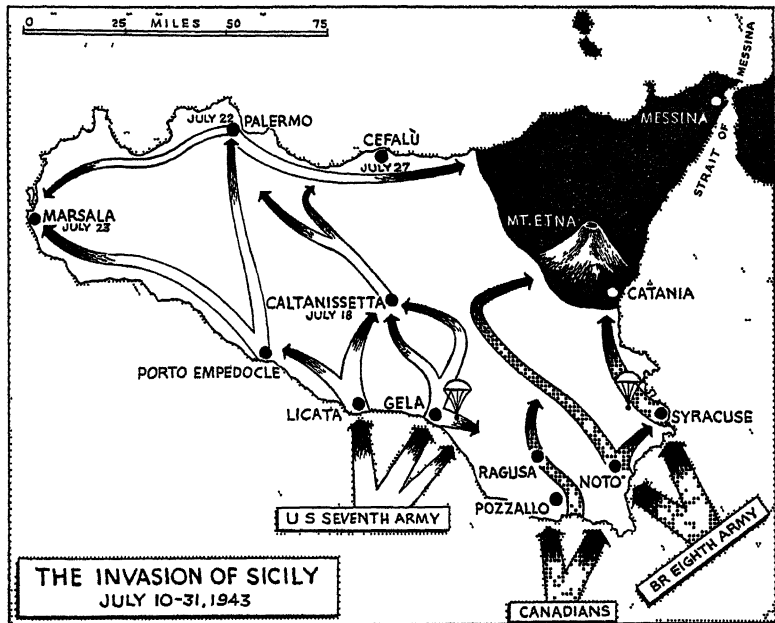 0 25 MILES 50 75
MESSINA
STRAIT OF
MESSINA
JULY 22
PALERMO
CEFALÙ
JULY 27
MARSALA
JULY 23
MT. ETNA
CATANIA
CALTANISSETTA
JULY 18
PORTO EMPEDOCLE
LICATA
GELA
SYRACUSE
RAGUSA
NOTO
POZZALLO
U S SEVENTH ARMY
BR EIGHTH ARMY
CANADIANS
THE INVASION OF SICILY
JULY 10-31, 1943